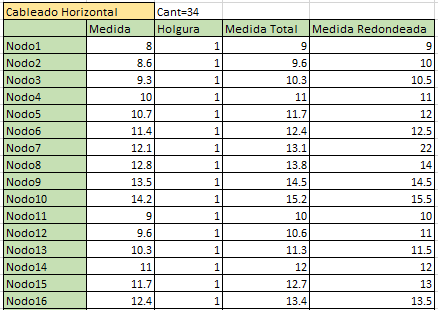 Cableado Horizontal Cant=34
Medida Holgura Medida Total Medida Redondeada
Nodo1 8 1 9 9
Nodo2 8.6 1 9.6 10
Nodo3 9.3 1 10.3 10.5
Nodo4 10 1 11 11
Nodo5 10.7 1 11.7 12
Nodo6 11.4 1 12.4 12.5
Nodo7 12.1 1 13.1 22
Nodo8 12.8 1 13.8 14
Nodo9 13.5 1 14.5 14.5
Nodo10 14.2 1 15.2 15.5
Nodo11 9 1 10 10
Nodo12 9.6 1 10.6 11
Nodo13 10.3 1 11.3 11.5
Nodo14 11 1 12 12
Nodo15 11.7 1 12.7 13
Nodo16 12.4 1 13.4 13.5